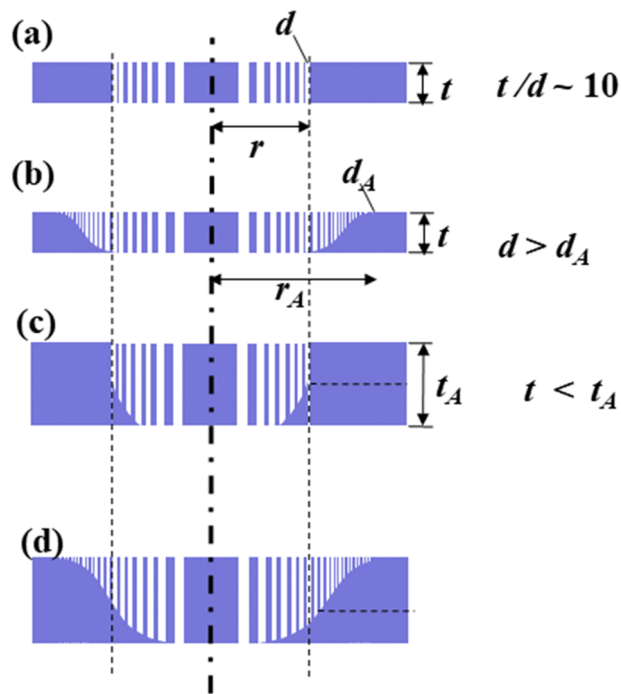 (a)
d
t
t /d ~ 10
r
(b)
d_A
t
d > d_A
r_A
(c)
t_A
t < t_A
(d)